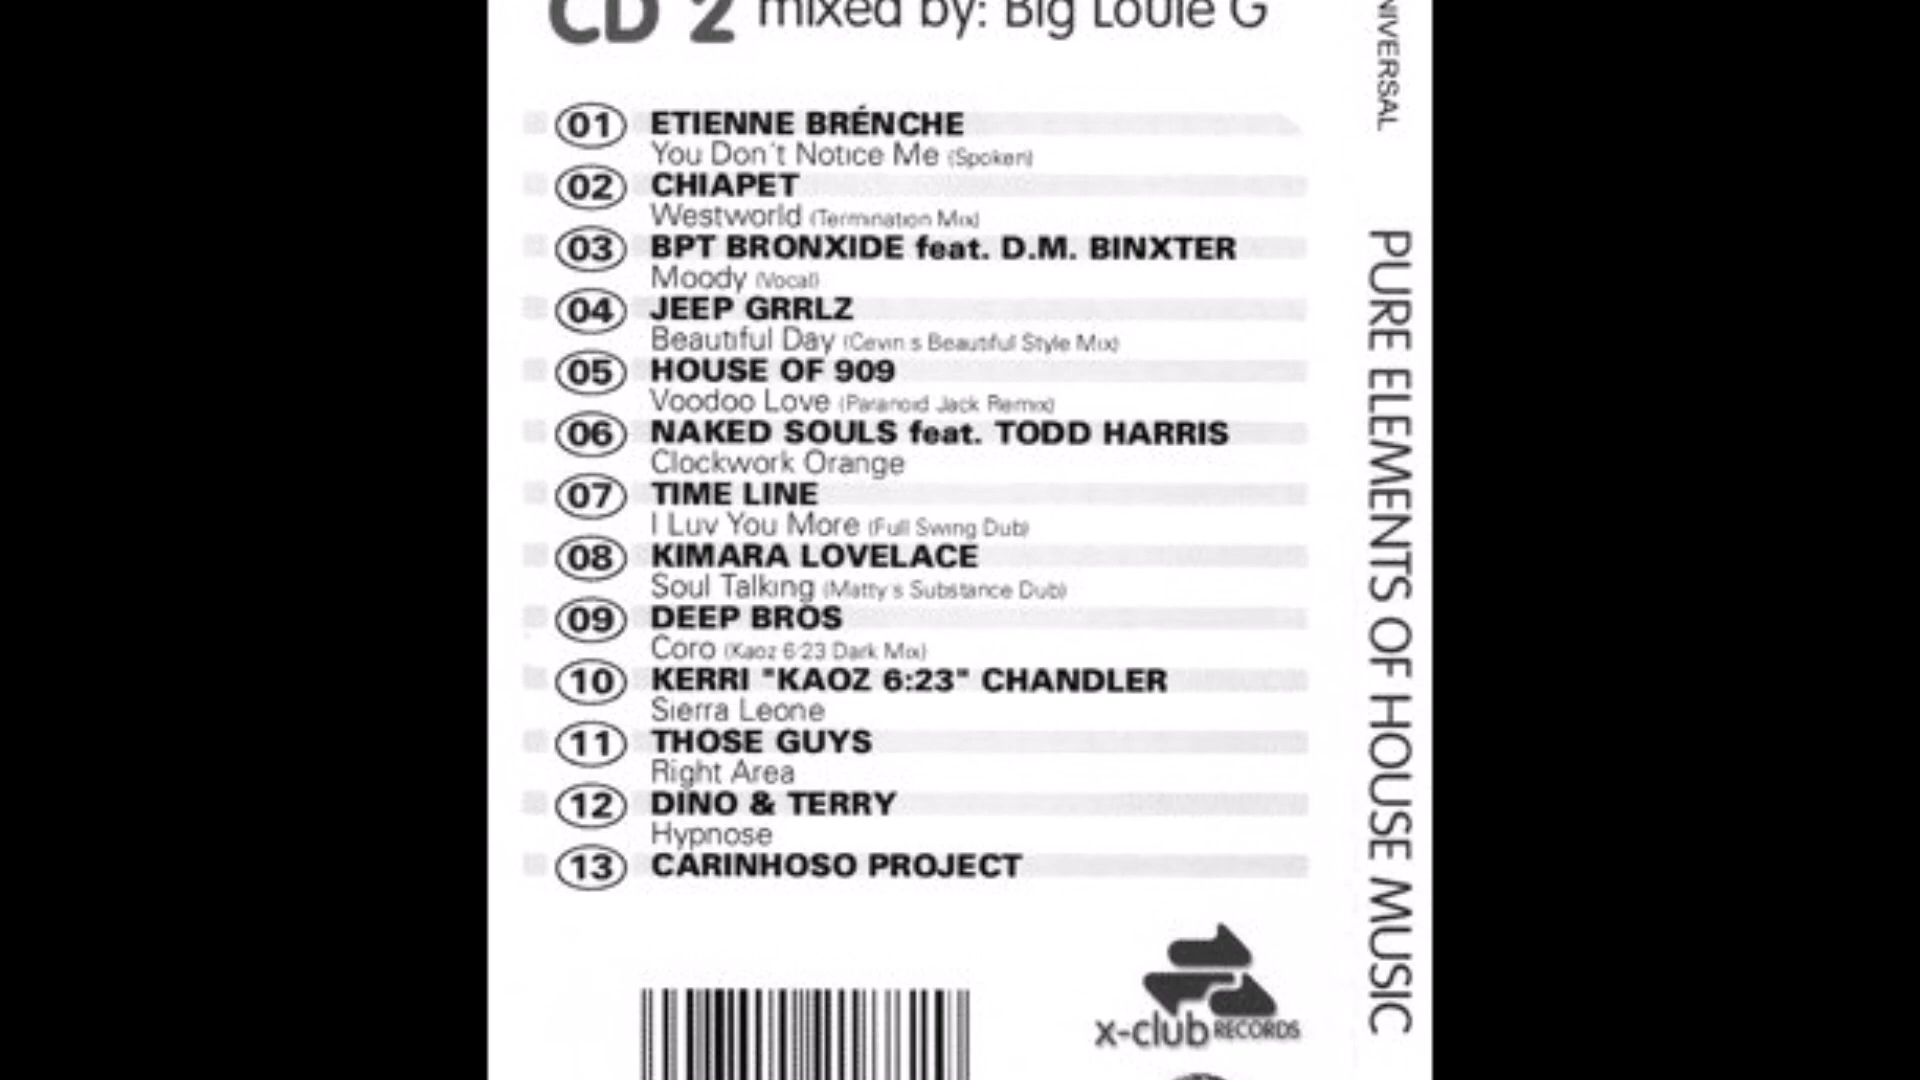 CD 2 mixed by: Big Louie G
01 ETIENNE BRÉNCHE
You Don't Notice Me (Spoken)
02 CHIAPET
Westworld (Termination Mix)
03 BPT BRONXIDE feat. D.M. BINXTER
Moody (Vocal)
04 JEEP GRRLZ
Beautiful Day (Cevin s Beautiful Style Mix)
05 HOUSE OF 909
Voodoo Love (Paranoid Jack Remix)
06 NAKED SOULS feat. TODD HARRIS
Clockwork Orange
07 TIME LINE
I Luv You More (Full Swing Dub)
08 KIMARA LOVELACE
Soul Talking (Matty's Substance Dub)
09 DEEP BROS
Coro (Kaoz 6:23 Dark Mix)
10 KERRI "KAOZ 6:23" CHANDLER
Sierra Leone
11 THOSE GUYS
Right Area
12 DINO & TERRY
Hypnose
13 CARINHOSO PROJECT
x-club RECORDS
NIVERSAL
PURE ELEMENTS OF HOUSE MUSIC